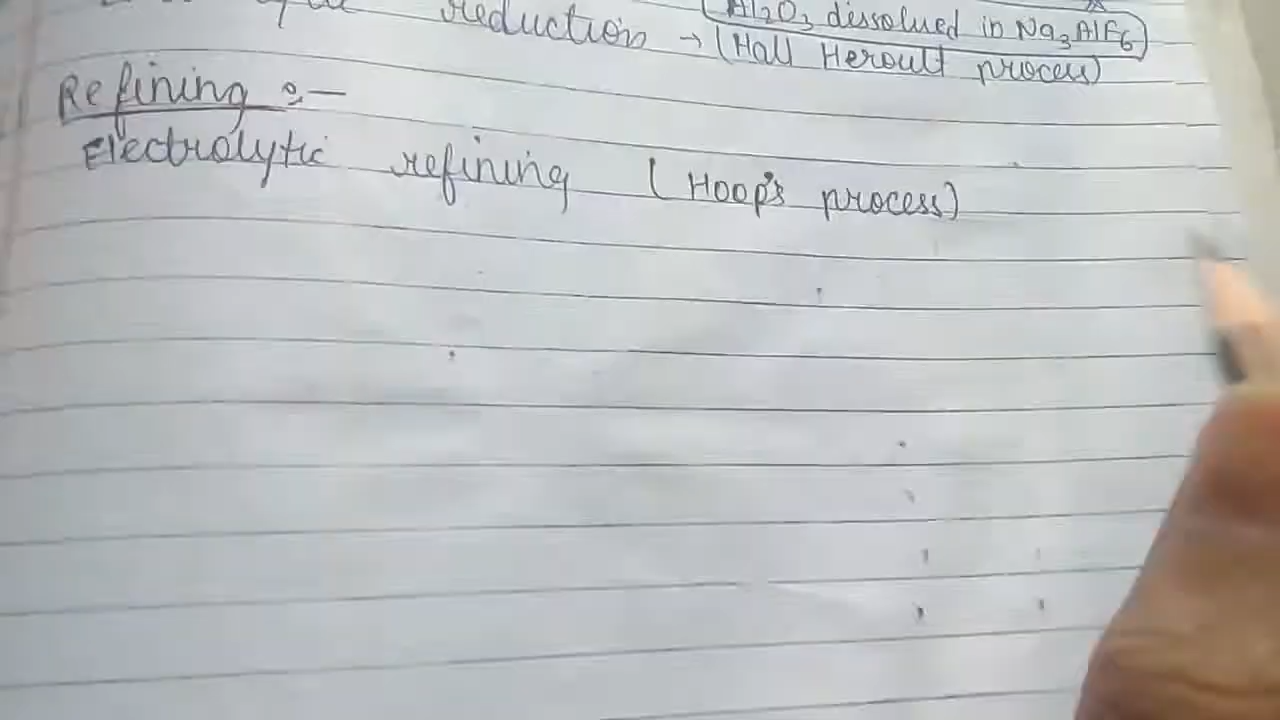 reduction → (Al2O3 dissolved in Na3AlF6)
(Hall Heroult process)
Refining :-
Electrolytic refining (Hoop's process)